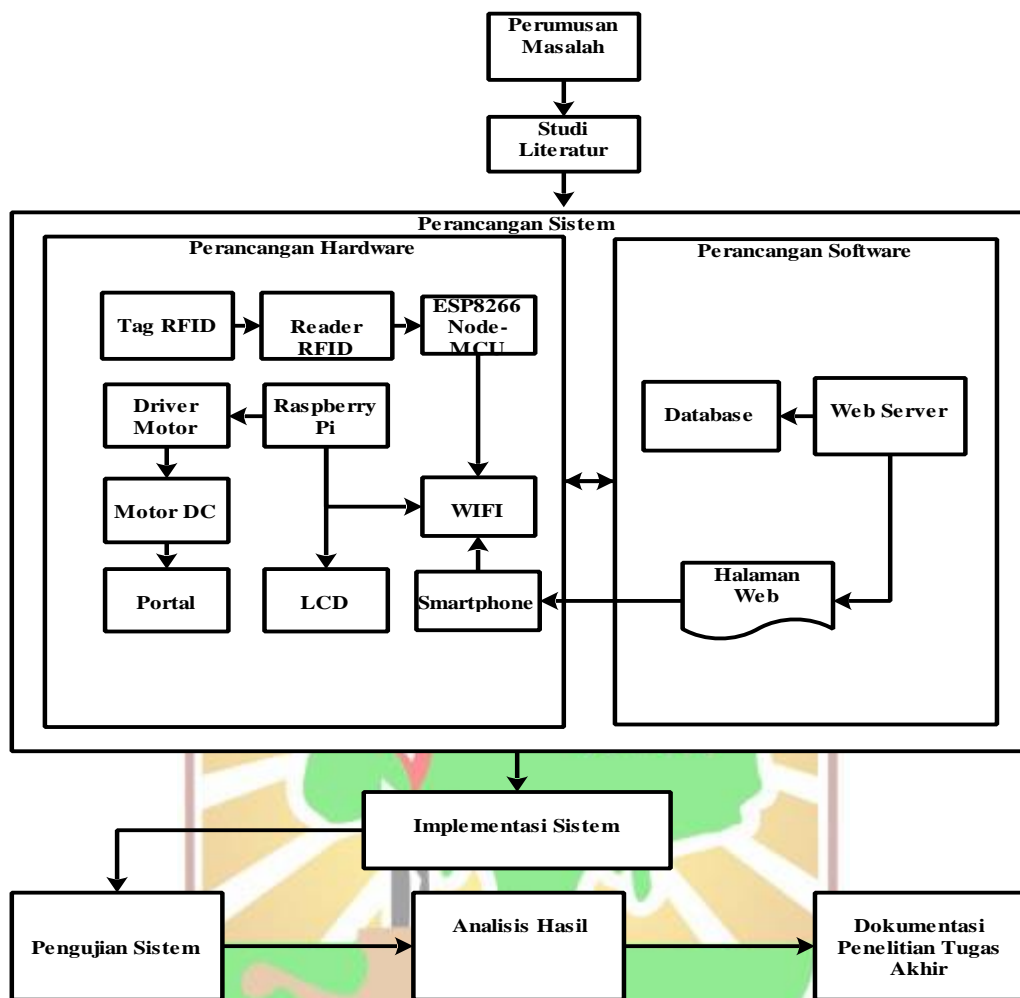 Perumusan
Masalah
Studi
Literatur
Perancangan Sistem
Perancangan Hardware
Tag RFID
Reader
RFID
ESP8266
Node-
MCU
Driver
Motor
Raspberry
Pi
Motor DC
WIFI
Portal
LCD
Smartphone
Perancangan Software
Database
Web Server
Halaman
Web
Implementasi Sistem
Pengujian Sistem
Analisis Hasil
Dokumentasi
Penelitian Tugas
Akhir